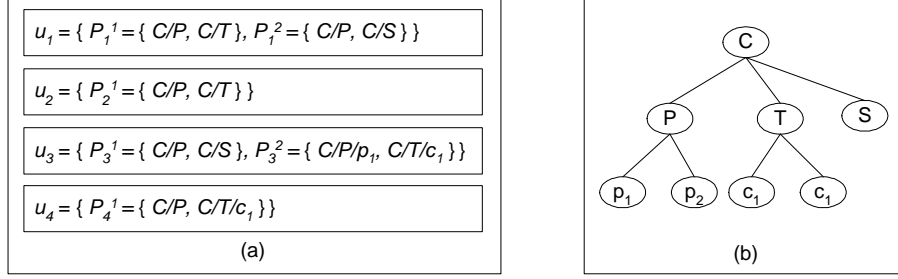 u₁ = { P₁¹ = { C/P, C/T }, P₁² = { C/P, C/S } }
u₂ = { P₂¹ = { C/P, C/T } }
u₃ = { P₃¹ = { C/P, C/S }, P₃² = { C/P/p₁, C/T/c₁ } }
u₄ = { P₄¹ = { C/P, C/T/c₁ } }
(a)
C
P T S
p₁ p₂ c₁ c₁
(b)